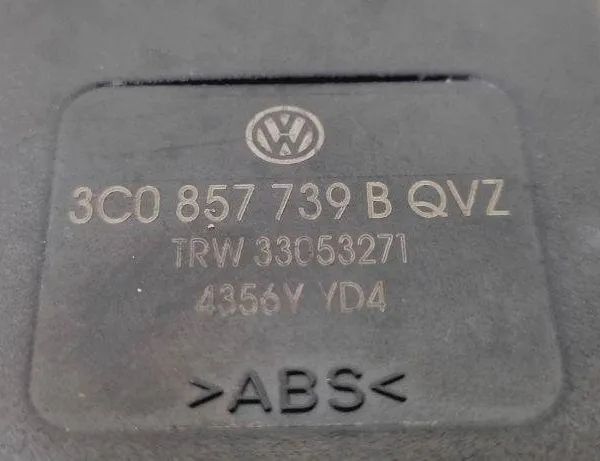 3C0 857 739 B QVZ
TRW 33053271
4356Y YD4
>ABS<